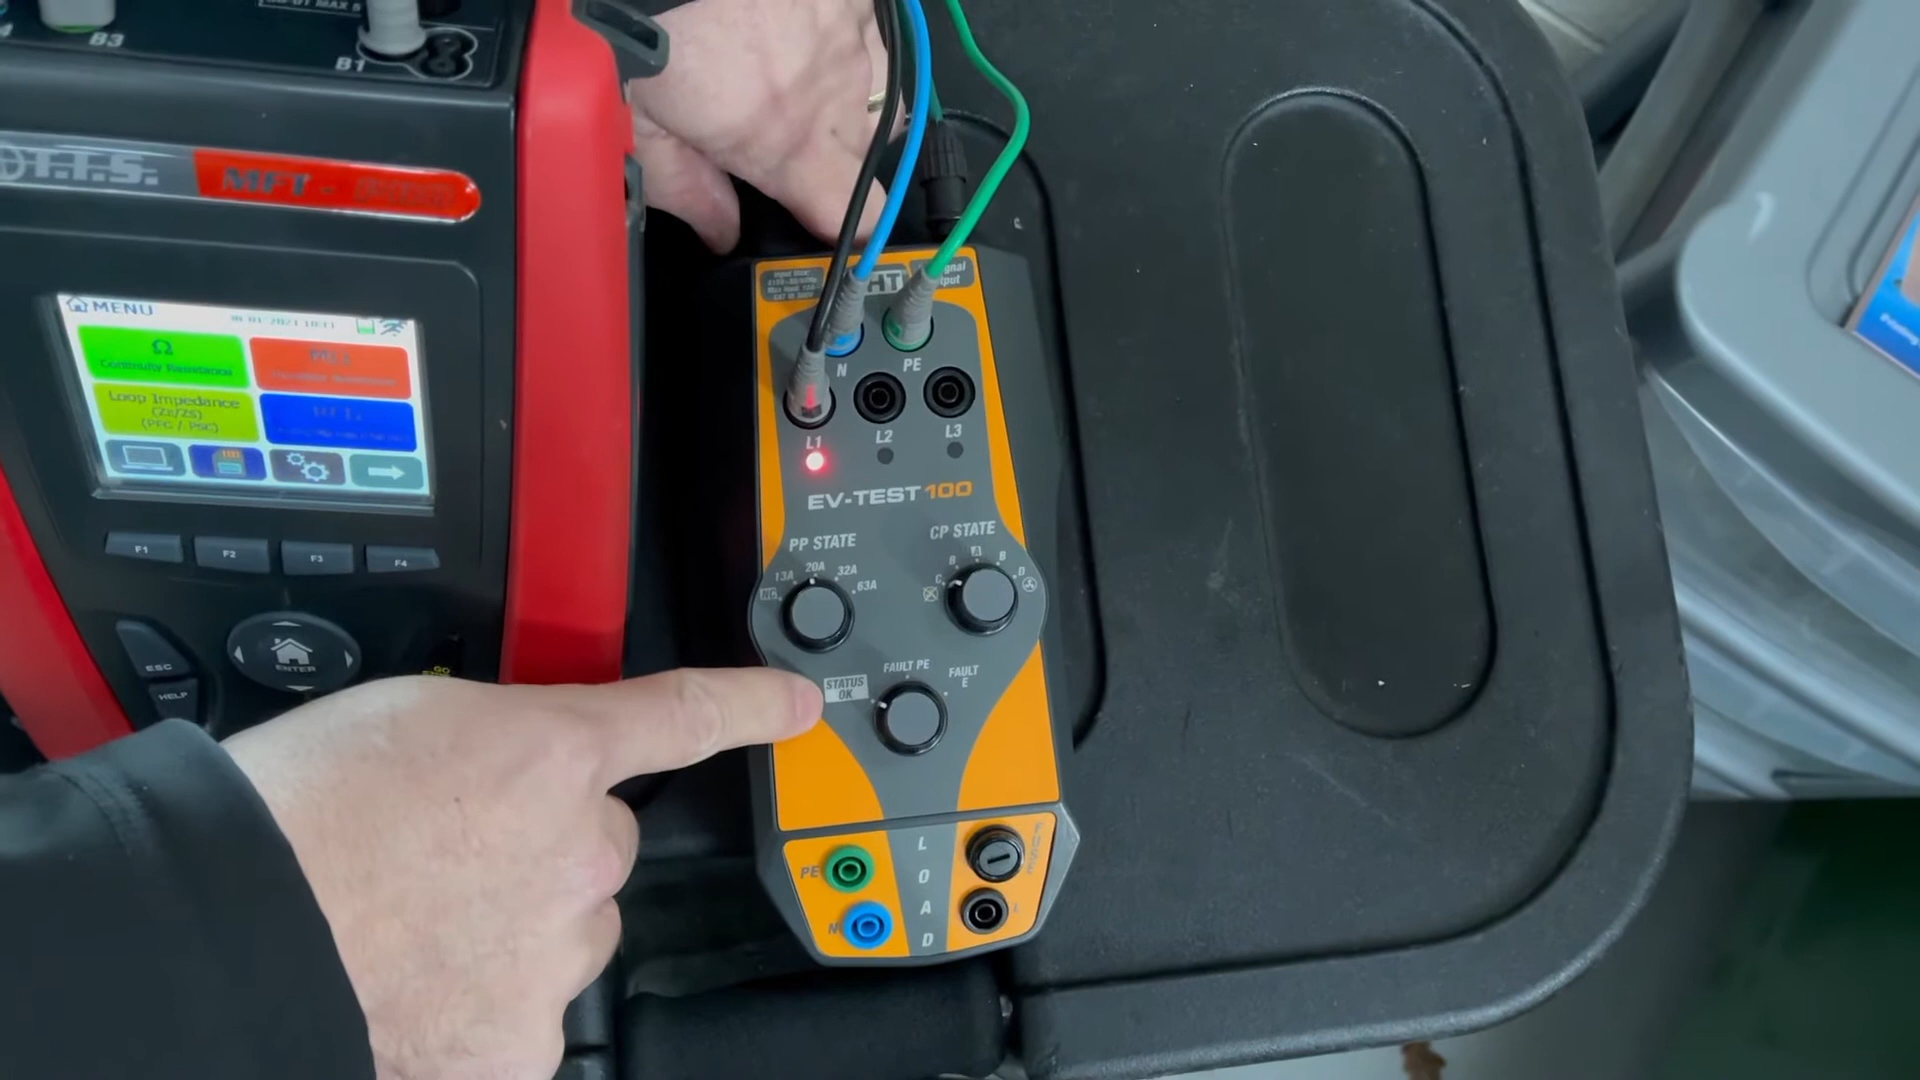 B3
B1
T.T.S.
MFT -
MENU
Ω
Continuity Resistance
Loop Impedance
(Ze/Zs)
(PFC / PSC)
F1
F2
F3
F4
ESC
HELP
ENTER
GO
HT
N
PE
L1
L2
L3
EV-TEST 100
PP STATE
NC
13A
20A
32A
63A
CP STATE
C
B
A
B
D
STATUS
OK
FAULT PE
FAULT
E
PE
N
LOAD
FUSE
L